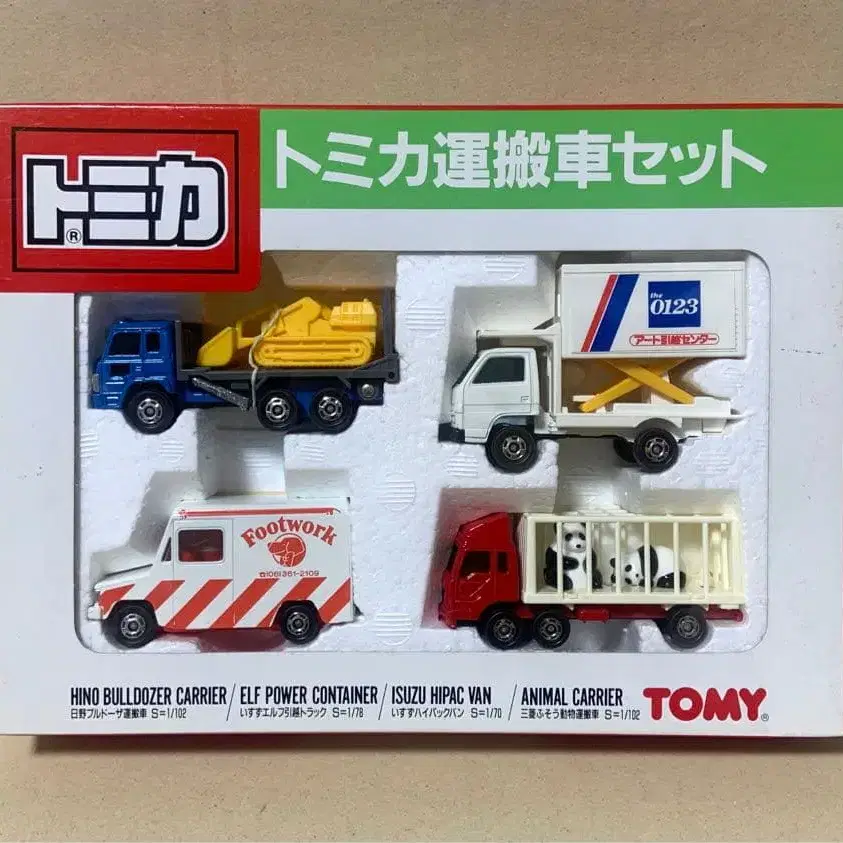 トミカ®
トミカ運搬車セット
the
0123
アート引越センター
Footwork
☎(06)361-2109
HINO BULLDOZER CARRIER / ELF POWER CONTAINER / ISUZU HIPAC VAN / ANIMAL CARRIER
日野ブルドーザ運搬車 S=1/102 いすずエルフ引越トラック S=1/78 いすずハイパックバン S=1/70 三菱ふそう動物運搬車 S=1/102
TOMY®